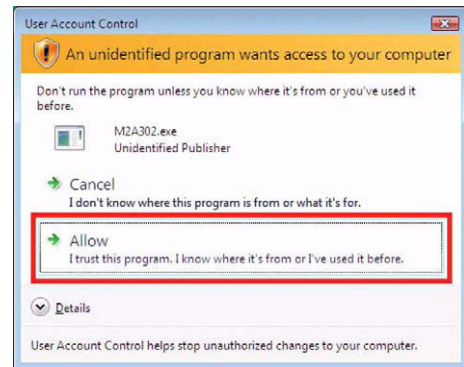 User Account Control
An unidentified program wants access to your computer
Don't run the program unless you know where it's from or you've used it
before.
M2A302.exe
Unidentified Publisher
Cancel
I don't know where this program is from or what it's for.
Allow
I trust this program. I know where it's from or I've used it before.
Details
User Account Control helps stop unauthorized changes to your computer.